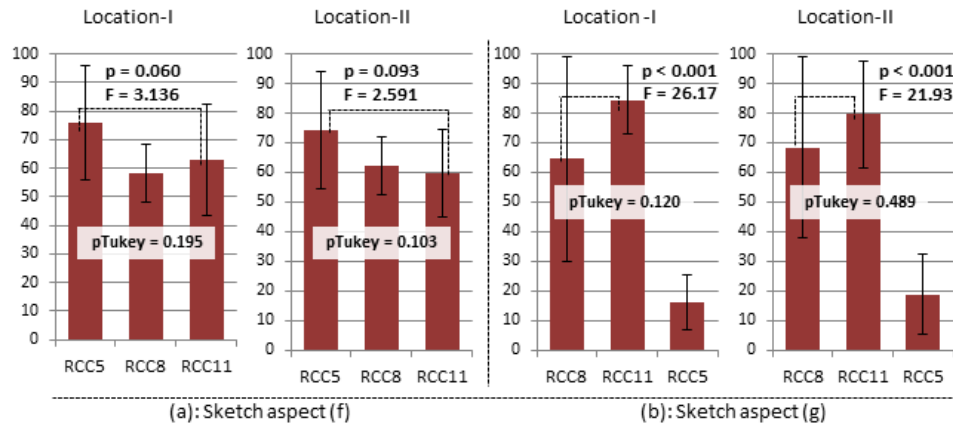 Location-I
100
90
80
70
60
50
40
30
20
10
0
p = 0.060
F = 3.136
pTukey = 0.195
RCC5 RCC8 RCC11
Location-II
100
90
80
70
60
50
40
30
20
10
0
p = 0.093
F = 2.591
pTukey = 0.103
RCC5 RCC8 RCC11
(a): Sketch aspect (f)
Location -I
100
90
80
70
60
50
40
30
20
10
0
p < 0.001
F = 26.17
pTukey = 0.120
RCC8 RCC11 RCC5
Location-II
100
90
80
70
60
50
40
30
20
10
0
p < 0.001
F = 21.93
pTukey = 0.489
RCC8 RCC11 RCC5
(b): Sketch aspect (g)